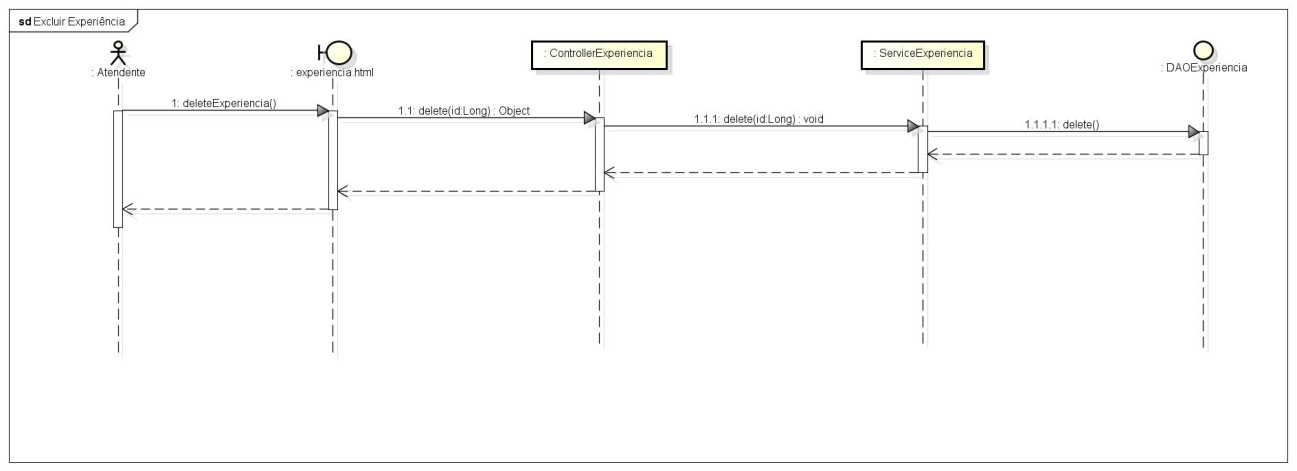 sd Excluir Experiência
: Atendente
: experiencia.html
: ControllerExperiencia
: ServiceExperiencia
: DAOExperiencia
1: deleteExperiencia()
1.1: delete(id:Long) : Object
1.1.1: delete(id:Long) : void
1.1.1.1: delete()